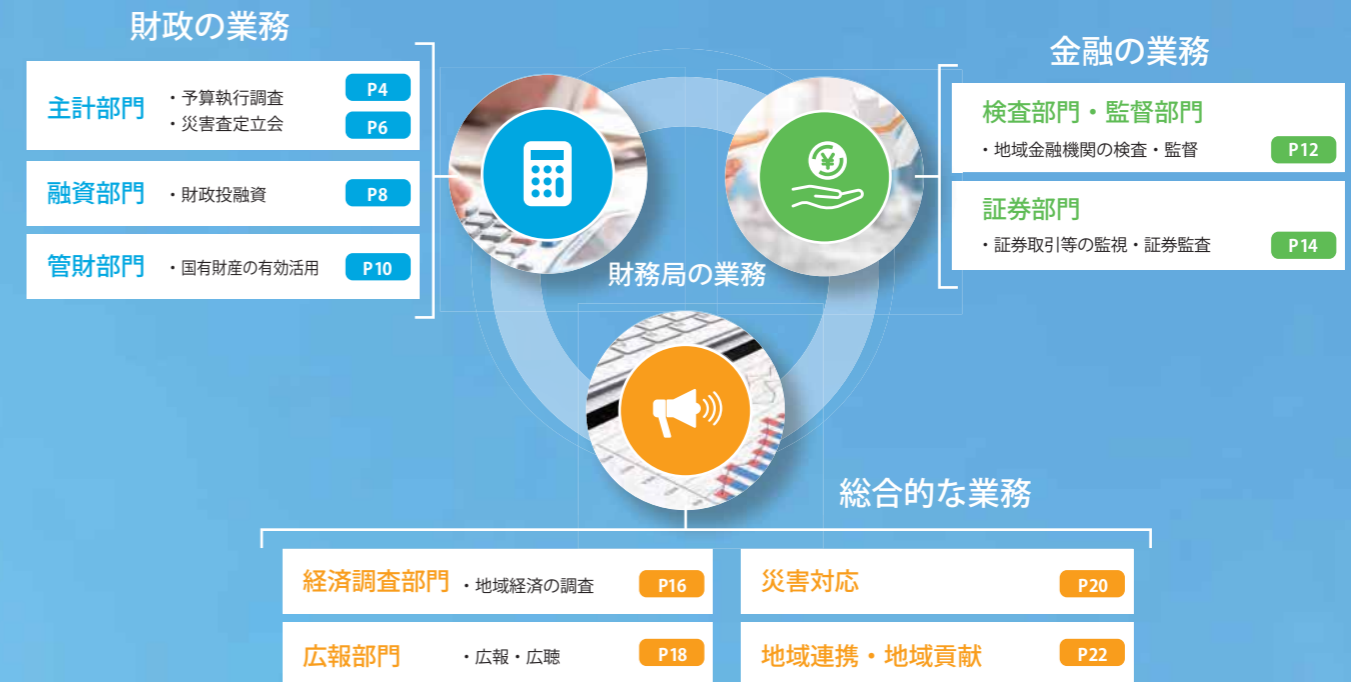 財政の業務
主計部門
・予算執行調査
P4
・災害査定立会
P6
融資部門
・財政投融資
P8
管財部門
・国有財産の有効活用
P10
金融の業務
検査部門・監督部門
・地域金融機関の検査・監督
P12
証券部門
・証券取引等の監視・証券監査
P14
財務局の業務
総合的な業務
経済調査部門
・地域経済の調査
P16
広報部門
・広報・広聴
P18
災害対応
P20
地域連携・地域貢献
P22